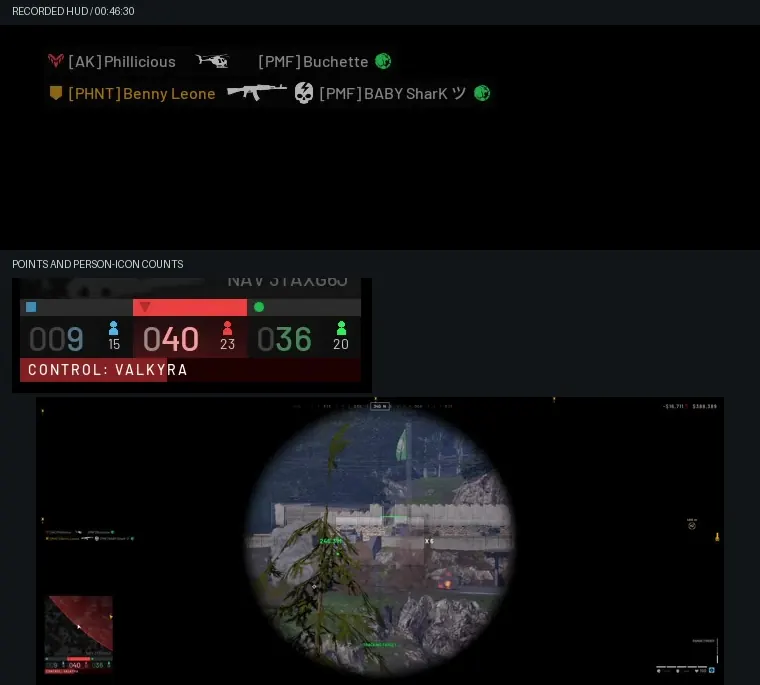 RECORDED HUD / 00:46:30
[AK] Phillicious [PMF] Buchette
[PHNT] Benny Leone [PMF] BABY SharK ツ
POINTS AND PERSON-ICON COUNTS
009 15 040 23 036 20
CONTROL: VALKYRA
X 6